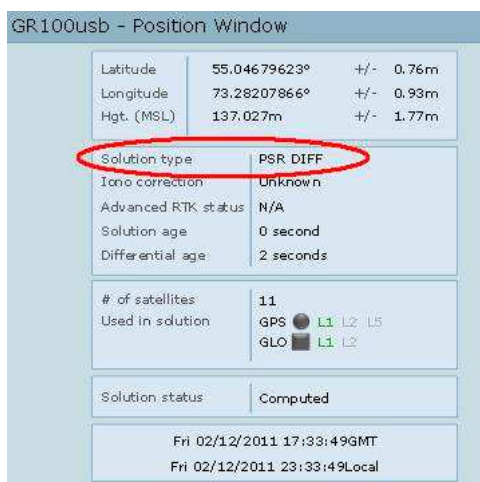 GR100usb - Position Window
Latitude 55.04679623° +/- 0.76m
Longitude 73.28207866° +/- 0.93m
Hgt. (MSL) 137.027m +/- 1.77m
Solution type PSR DIFF
Iono correction Unknown
Advanced RTK status N/A
Solution age 0 second
Differential age 2 seconds
# of satellites 11
Used in solution GPS L1 L2 L5
GLO L1 L2
Solution status Computed
Fri 02/12/2011 17:33:49GMT
Fri 02/12/2011 23:33:49Local